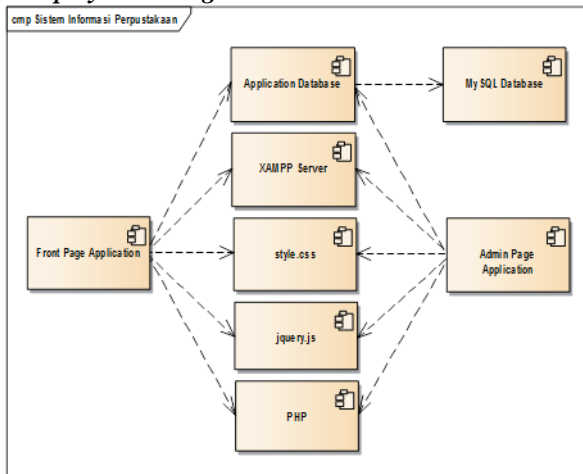 cmp Sistem Informasi Perpustakaan
Application Database
My SQL Database
XAMPP Server
Front Page Application
style.css
Admin Page
Application
jquery.js
PHP